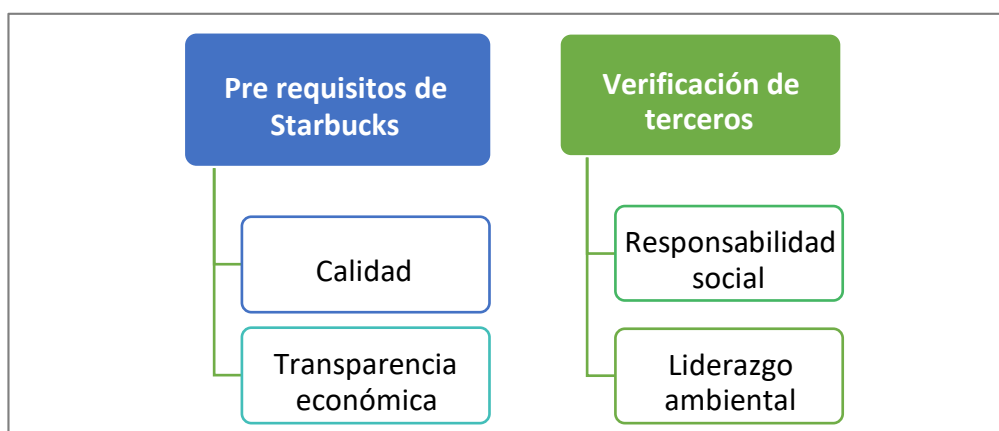 Pre requisitos de
Starbucks
Calidad
Transparencia
económica
Verificación de
terceros
Responsabilidad
social
Liderazgo
ambiental